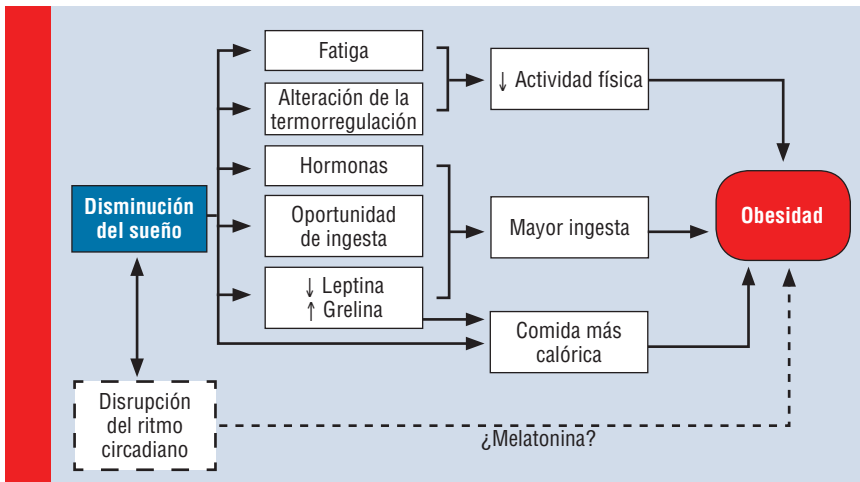 Fatiga
Alteración de la
termorregulación
↓ Actividad física
Hormonas
Disminución
del sueño
Oportunidad
de ingesta
Mayor ingesta
Obesidad
↓ Leptina
↑ Grelina
Comida más
calórica
Disrupción
del ritmo
circadiano
¿Melatonina?